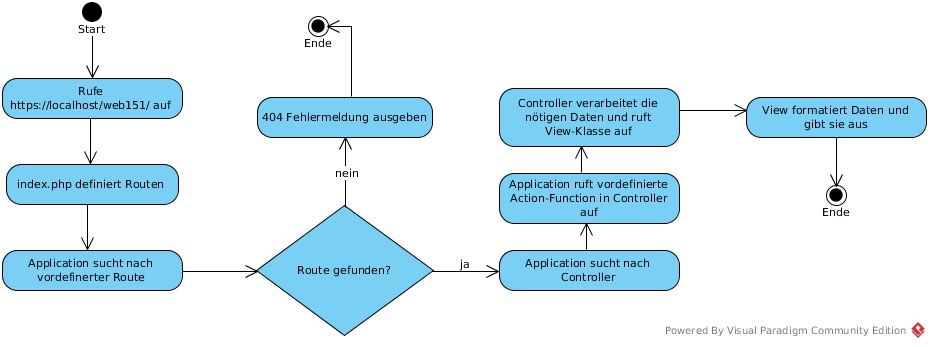 Start
Rufe
https://localhost/web151/ auf
index.php definiert Routen
Application sucht nach
vordefinerter Route
Route gefunden?
nein
404 Fehlermeldung ausgeben
Ende
ja
Application sucht nach
Controller
Application ruft vordefinierte
Action-Function in Controller
auf
Controller verarbeitet die
nötigen Daten und ruft
View-Klasse auf
View formatiert Daten und
gibt sie aus
Ende
Powered By Visual Paradigm Community Edition